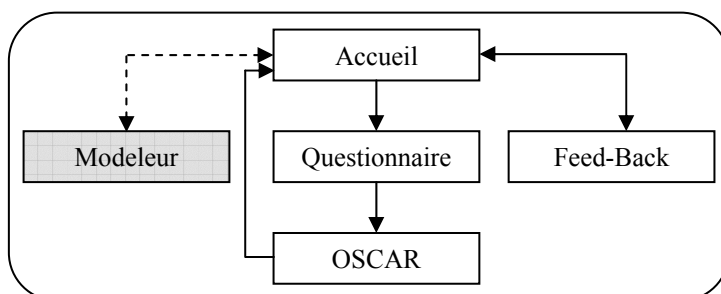 Accueil
Modeleur
Questionnaire
Feed-Back
OSCAR